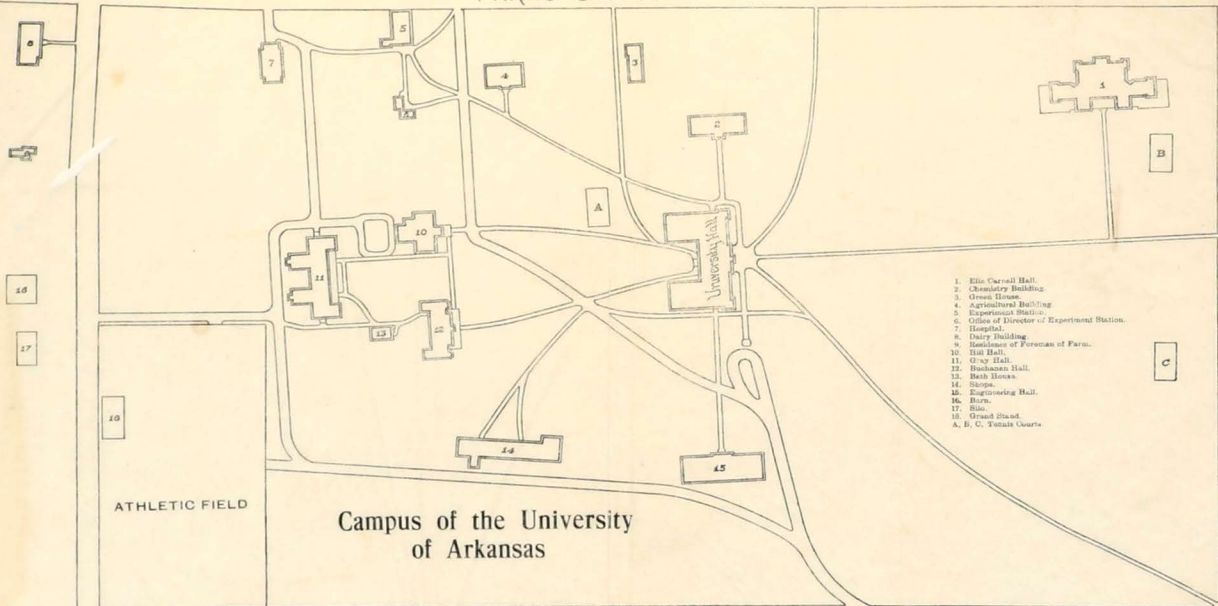 5
8
7
4
3
1
6
2
B
9
A
University Hall
10
11
16
13
12
17
C
18
14
15
1. Ella Carnall Hall.
2. Chemistry Building.
3. Green House.
4. Agricultural Building
5. Experiment Station.
6. Office of Director of Experiment Station.
7. Hospital.
8. Dairy Building.
9. Residence of Foreman of Farm.
10. Hill Hall.
11. Gray Hall.
12. Buchanan Hall.
13. Bath House.
14. Shops.
15. Engineering Hall.
16. Barn.
17. Silo.
18. Grand Stand.
A, B, C, Tennis Courts
ATHLETIC FIELD
Campus of the University
of Arkansas